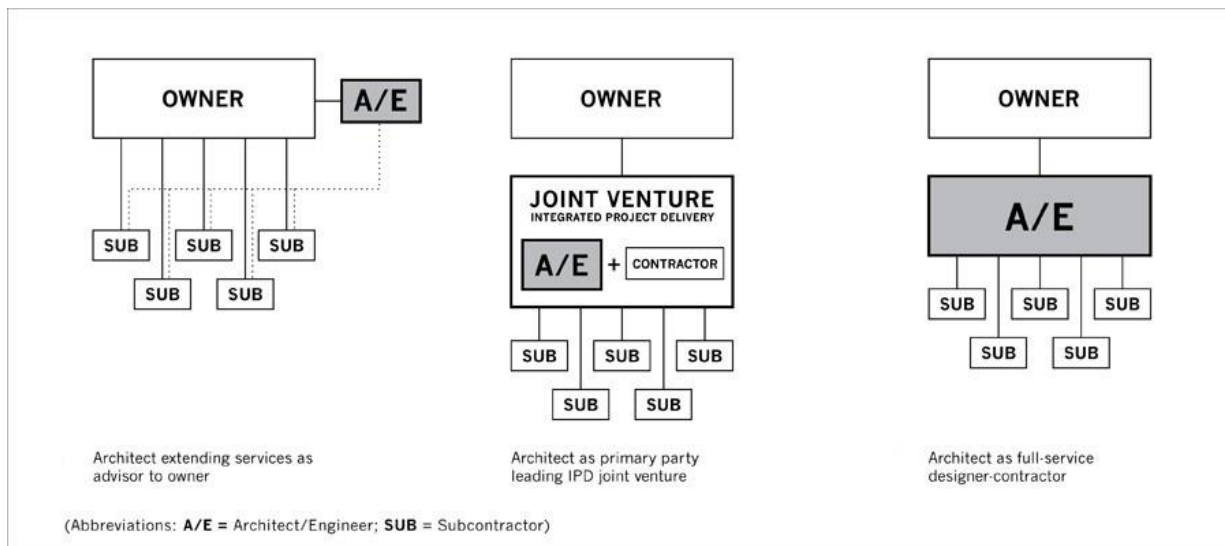 OWNER
A/E
SUB
SUB
SUB
SUB
SUB
Architect extending services as
advisor to owner
OWNER
JOINT VENTURE
INTEGRATED PROJECT DELIVERY
A/E + CONTRACTOR
SUB
SUB
SUB
SUB
SUB
Architect as primary party
leading IPD joint venture
OWNER
A/E
SUB
SUB
SUB
SUB
SUB
Architect as full-service
designer-contractor
(Abbreviations: A/E = Architect/Engineer; SUB = Subcontractor)